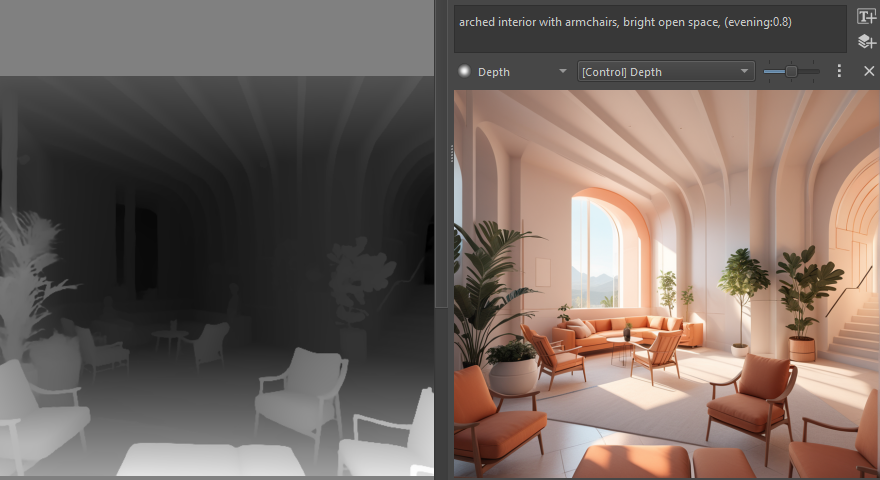 arched interior with armchairs, bright open space, (evening:0.8)
Depth
[Control] Depth